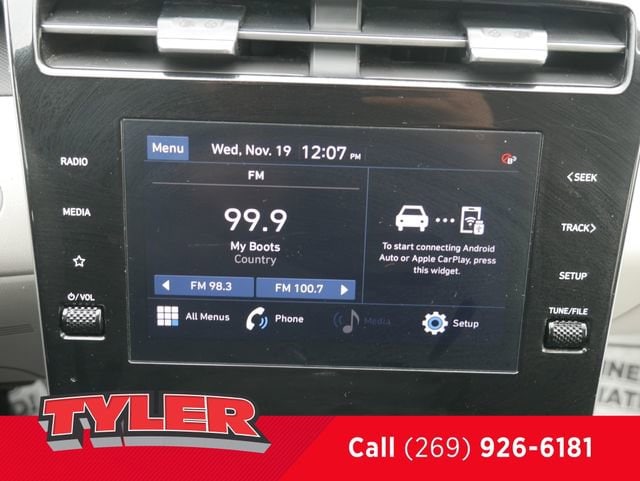 RADIO
MEDIA
☆
⏻/VOL
Menu
Wed, Nov. 19 12:07 PM
FM
99.9
My Boots
Country
◀ FM 98.3
FM 100.7 ▶
To start connecting Android
Auto or Apple CarPlay, press
this widget.
All Menus
Phone
Media
Setup
<SEEK
TRACK>
SETUP
TUNE/FILE
TYLER
Call (269) 926-6181